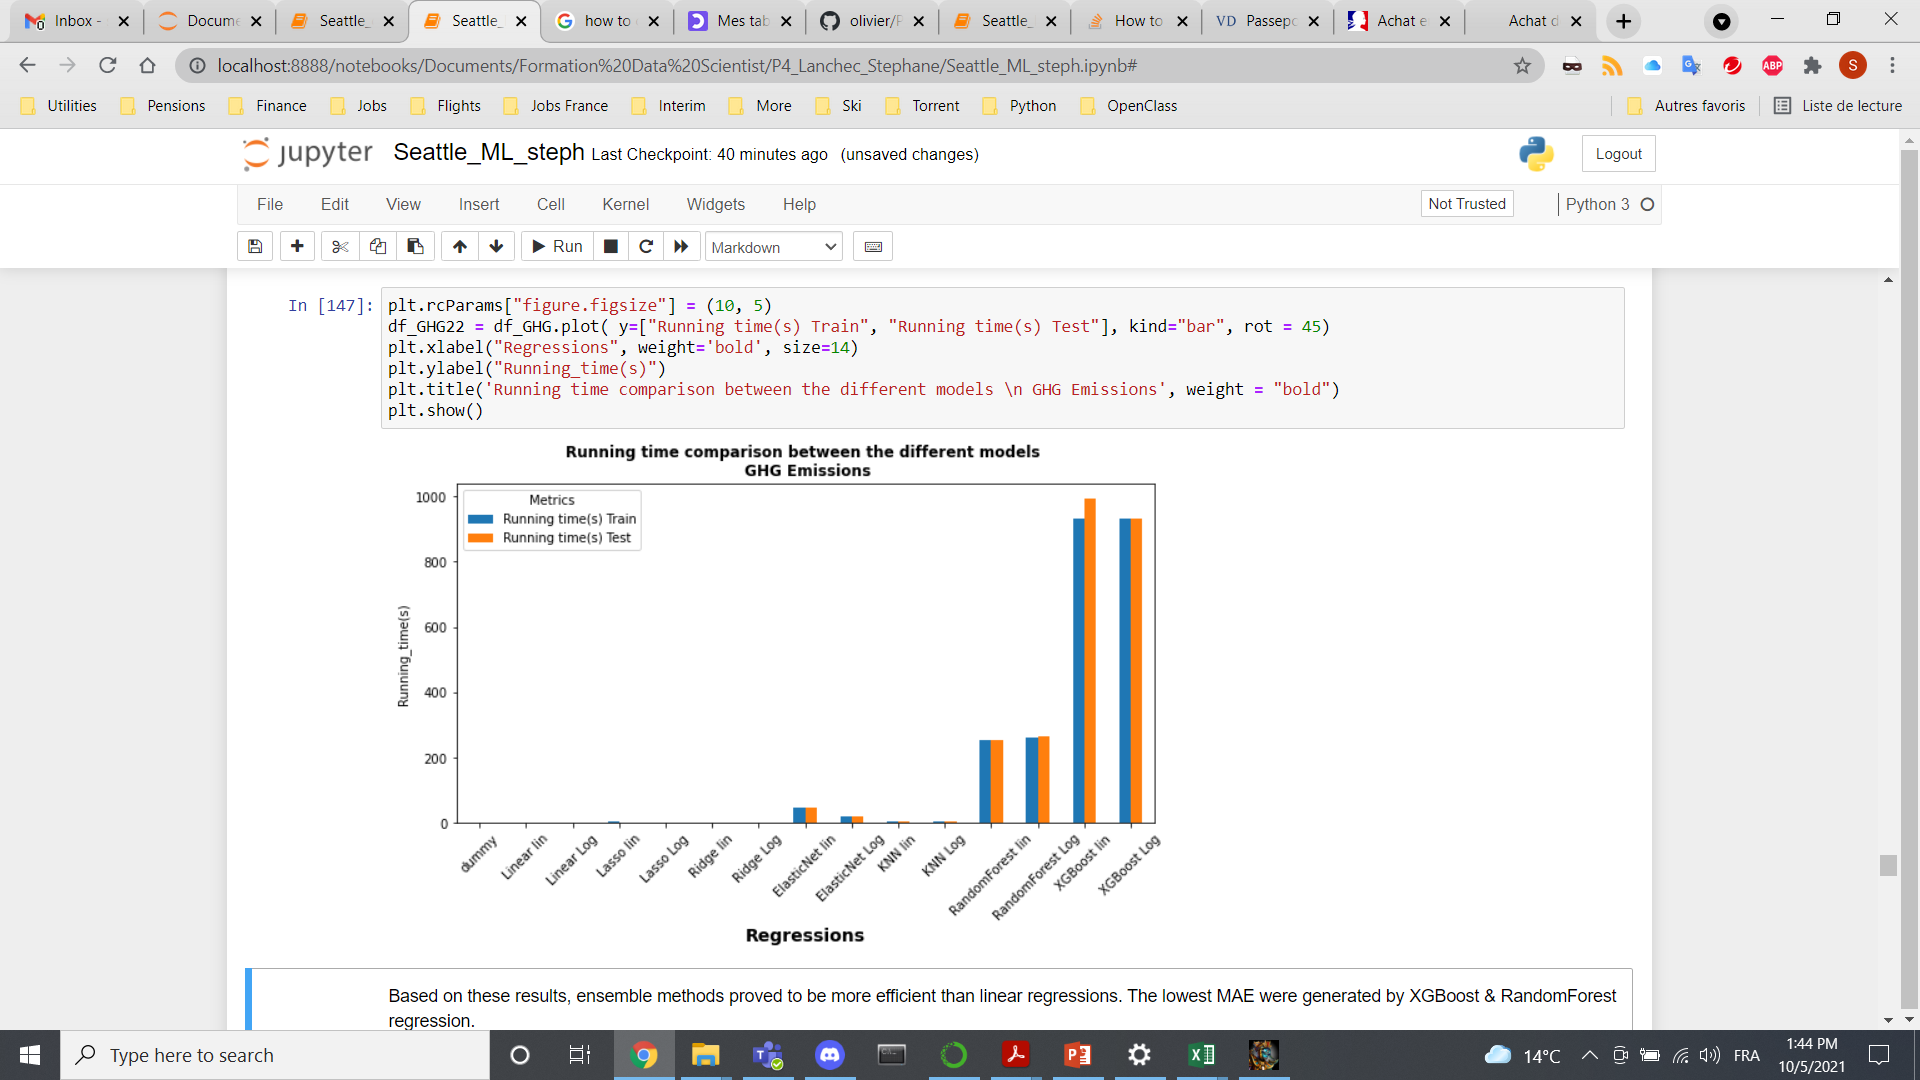 Inbox -
Docume
Seattle_
Seattle_
how to
Mes tab
olivier/P
Seattle_
How to
VD Passepo
Achat e
Achat d
localhost:8888/notebooks/Documents/Formation%20Data%20Scientist/P4_Lanchec_Stephane/Seattle_ML_steph.ipynb#
ABP
S
Utilities
Pensions
Finance
Jobs
Flights
Jobs France
Interim
More
Ski
Torrent
Python
OpenClass
Autres favoris
Liste de lecture
jupyter
Seattle_ML_steph Last Checkpoint: 40 minutes ago (unsaved changes)
Logout
File
Edit
View
Insert
Cell
Kernel
Widgets
Help
Not Trusted
Python 3
Run
Markdown
In [147]:
plt.rcParams["figure.figsize"] = (10, 5)
df_GHG22 = df_GHG.plot( y=["Running time(s) Train", "Running time(s) Test"], kind="bar", rot = 45)
plt.xlabel("Regressions", weight='bold', size=14)
plt.ylabel("Running_time(s)")
plt.title('Running time comparison between the different models \n GHG Emissions', weight = "bold")
plt.show()
Running time comparison between the different models
GHG Emissions
Metrics
Running time(s) Train
Running time(s) Test
1000
800
600
400
200
0
Running_time(s)
dummy
Linear lin
Linear Log
Lasso lin
Lasso Log
Ridge lin
Ridge Log
ElasticNet lin
ElasticNet Log
KNN lin
KNN Log
RandomForest lin
RandomForest Log
XGBoost lin
XGBoost Log
Regressions
Based on these results, ensemble methods proved to be more efficient than linear regressions. The lowest MAE were generated by XGBoost & RandomForest
regression.
Type here to search
14°C
FRA
1:44 PM
10/5/2021